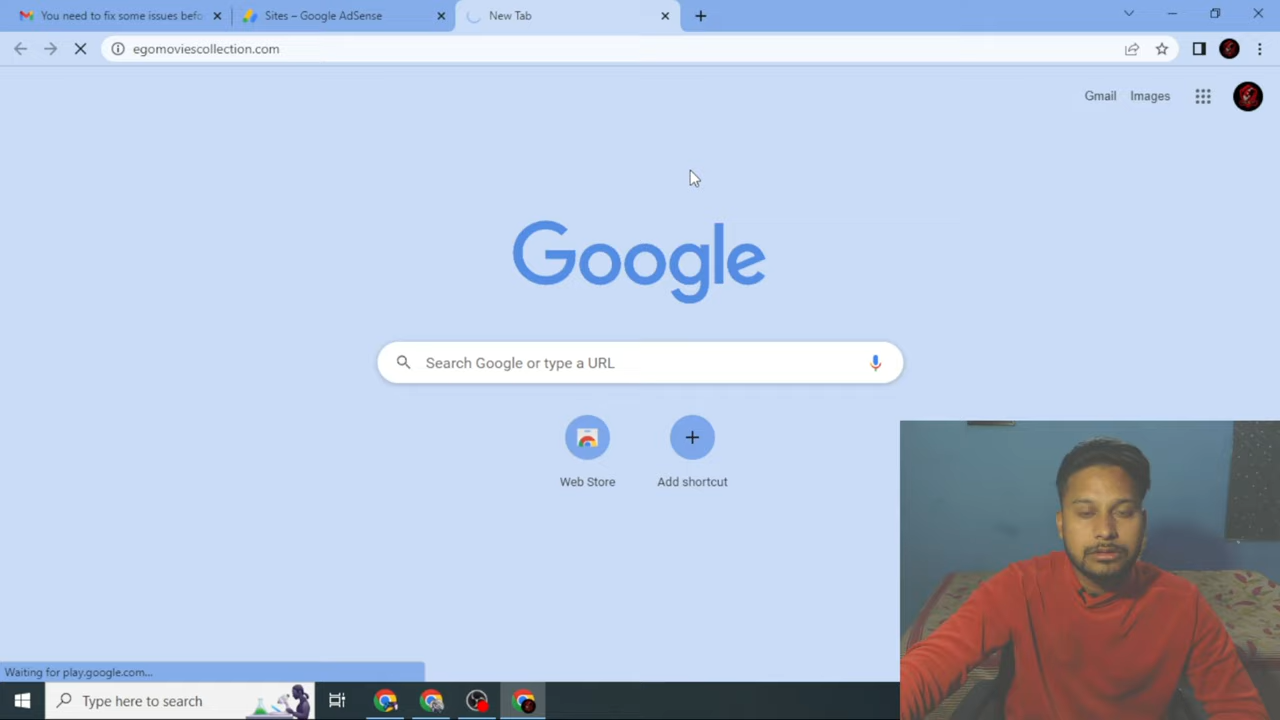 You need to fix some issues befo
Sites – Google AdSense
New Tab
egomoviescollection.com
Gmail
Images
Google
Search Google or type a URL
Web Store
Add shortcut
Waiting for play.google.com...
Type here to search